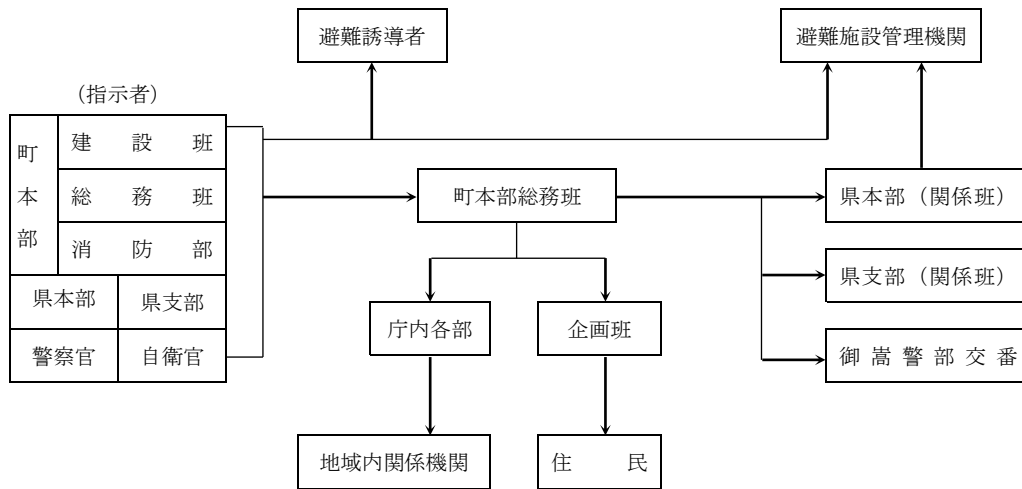 避難誘導者
避難施設管理機関
（指示者）
町本部
建設班
総務班
消防部
県本部
県支部
警察官
自衛官
町本部総務班
県本部（関係班）
県支部（関係班）
御嵩警部交番
庁内各部
企画班
地域内関係機関
住民